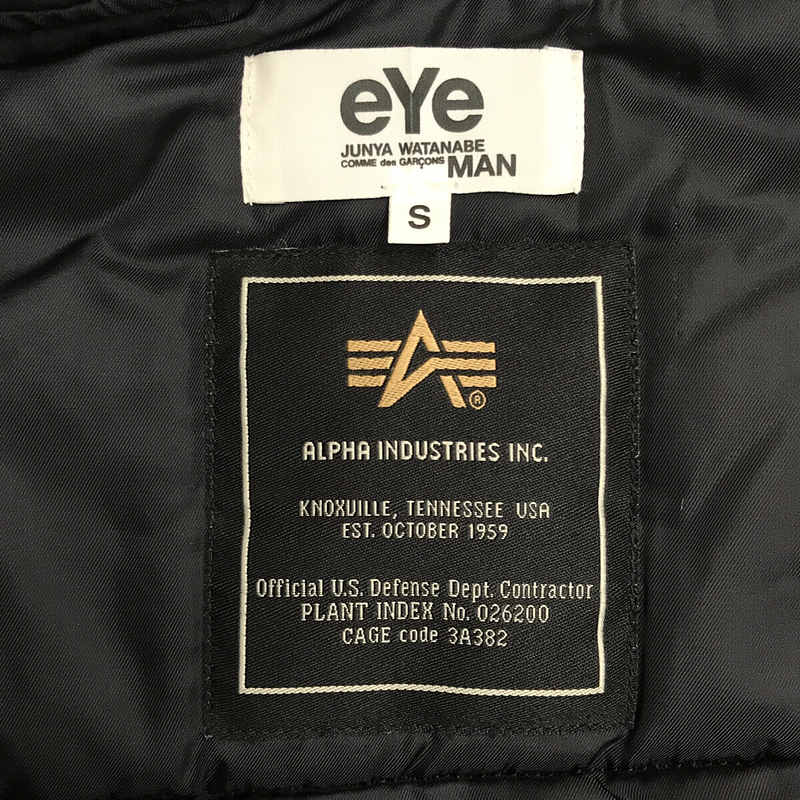 eYe
JUNYA WATANABE
COMME des GARÇONS MAN
S
®
ALPHA INDUSTRIES INC.
KNOXVILLE, TENNESSEE USA
EST. OCTOBER 1959
Official U.S. Defense Dept. Contractor
PLANT INDEX No. 026200
CAGE code 3A382